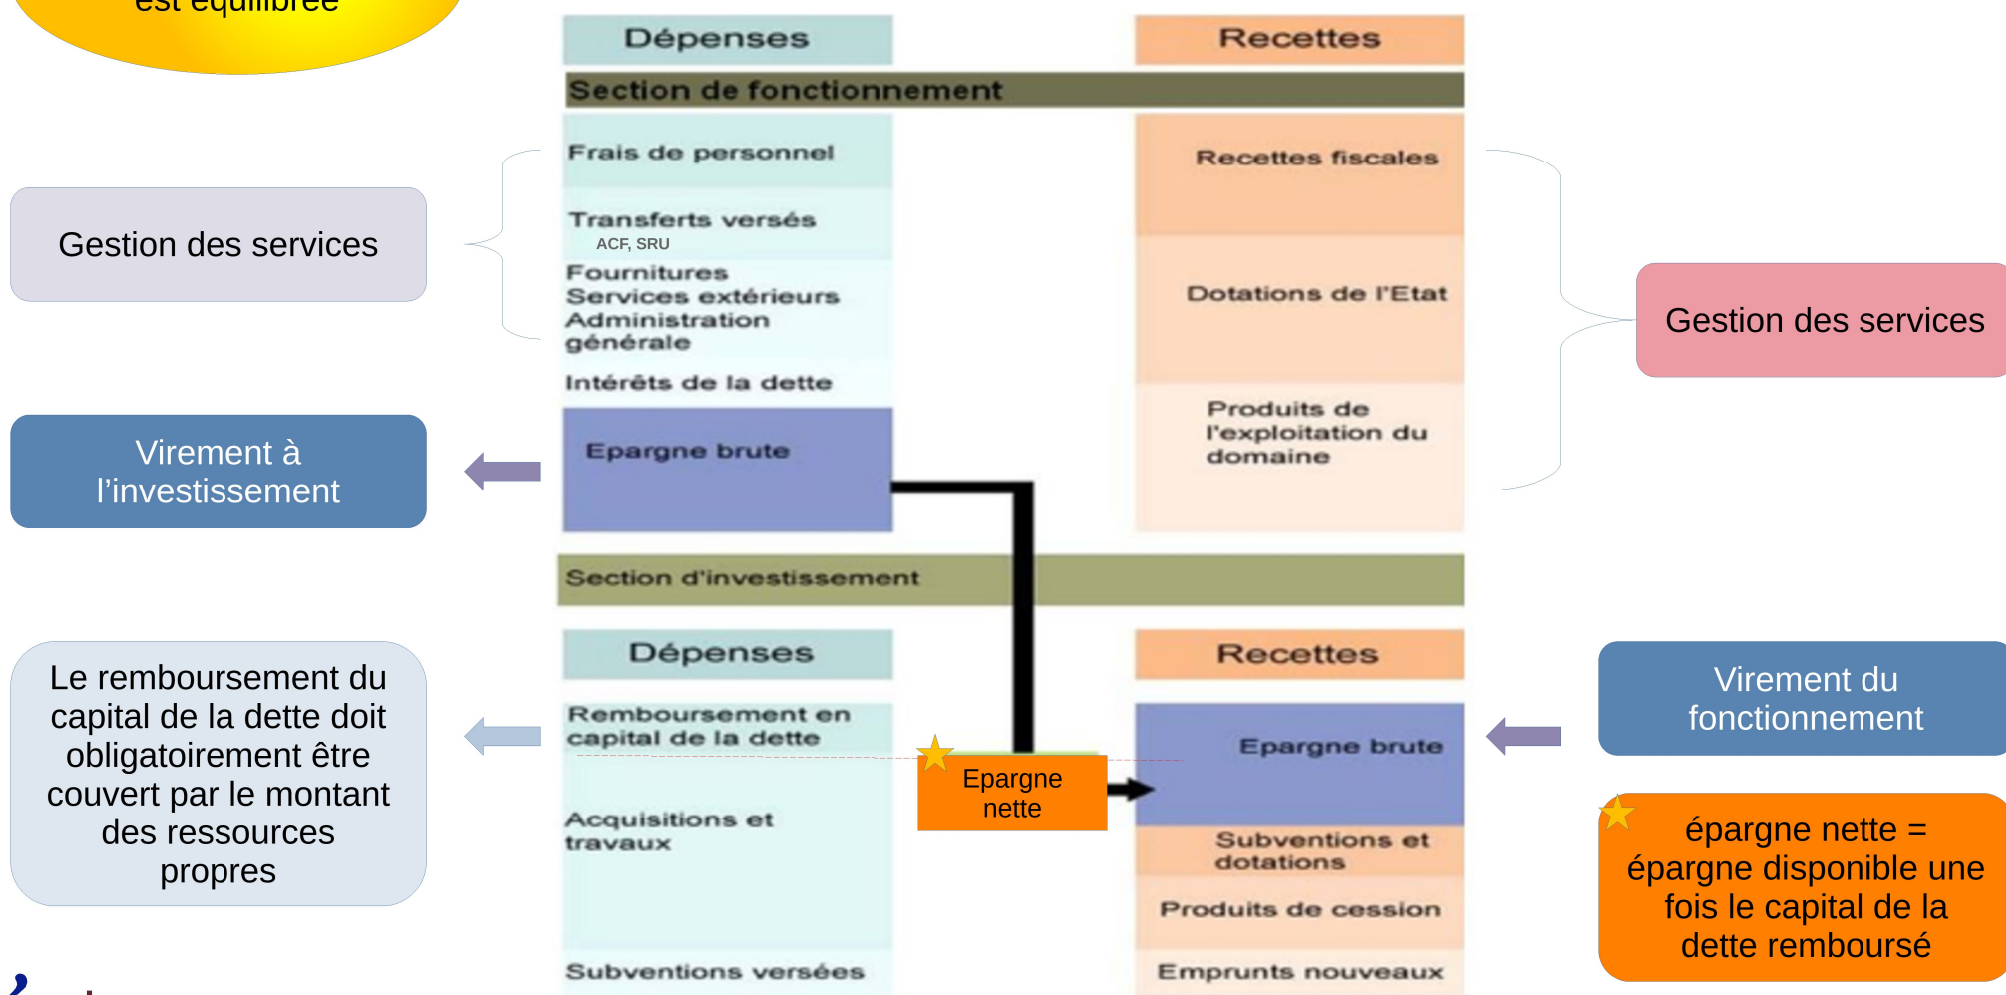 est équilibrée
Dépenses
Recettes
Section de fonctionnement
Frais de personnel
Transferts versés
ACF, SRU
Fournitures
Services extérieurs
Administration
générale
Intérêts de la dette
Epargne brute
Recettes fiscales
Dotations de l'Etat
Produits de
l'exploitation du
domaine
Gestion des services
Gestion des services
Virement à
l’investissement
Section d'investissement
Dépenses
Recettes
Remboursement en
capital de la dette
Acquisitions et
travaux
Subventions versées
Epargne
nette
Epargne brute
Subventions et
dotations
Produits de cession
Emprunts nouveaux
Le remboursement du
capital de la dette doit
obligatoirement être
couvert par le montant
des ressources
propres
Virement du
fonctionnement
épargne nette =
épargne disponible une
fois le capital de la
dette remboursé